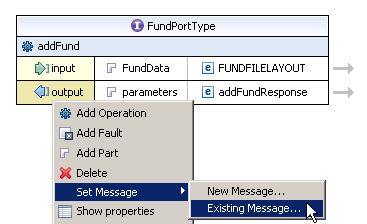 FundPortType
addFund
input FundData FUNDFILELAYOUT
output parameters addFundResponse
Add Operation
Add Fault
Add Part
Delete
Set Message New Message...
Show properties Existing Message...